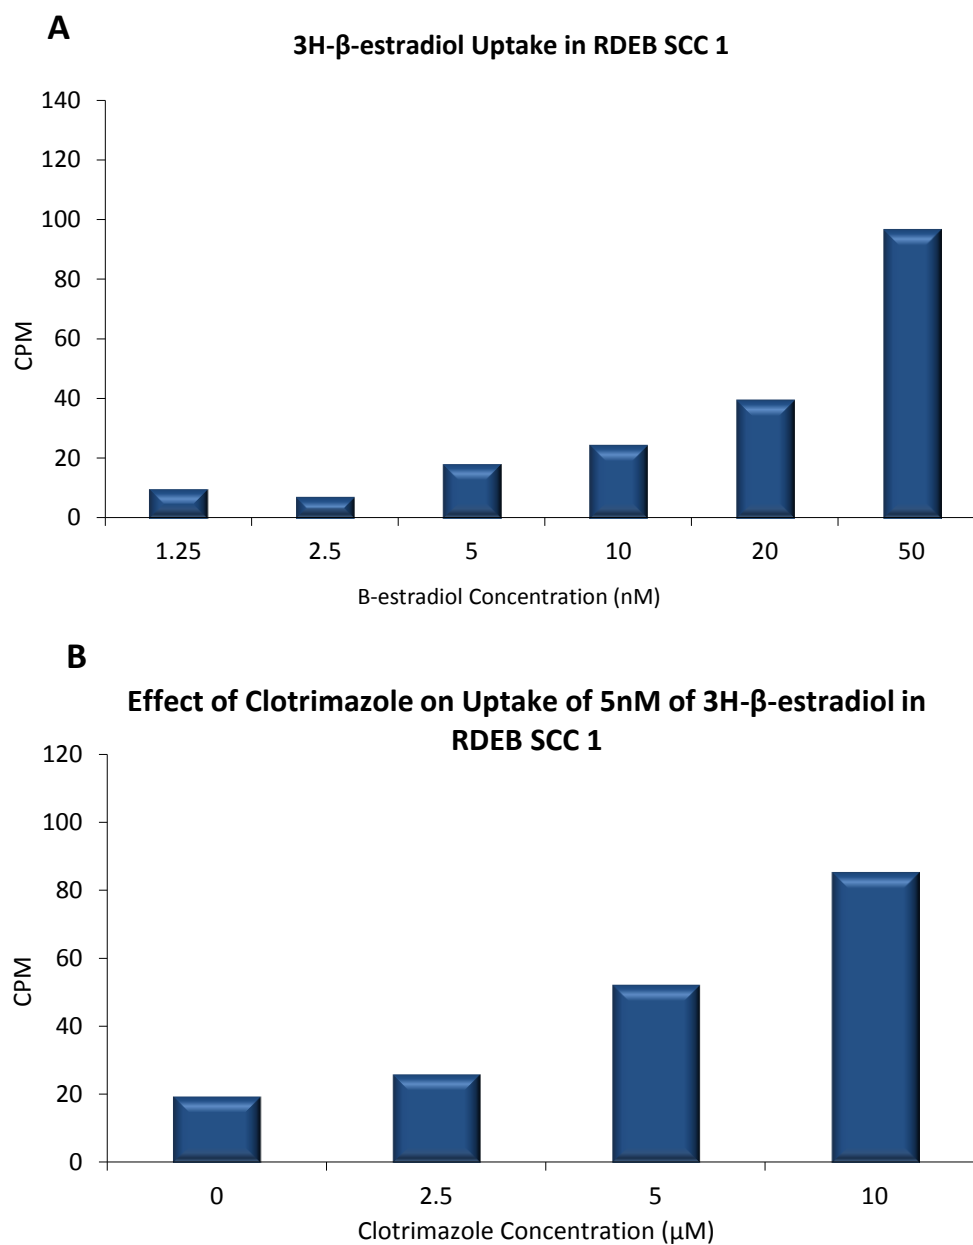 A
3H-β-estradiol Uptake in RDEB SCC 1
140
120
100
80
60
40
20
0
CPM
1.25 2.5 5 10 20 50
B-estradiol Concentration (nM)
B
Effect of Clotrimazole on Uptake of 5nM of 3H-β-estradiol in
RDEB SCC 1
120
100
80
60
40
20
0
CPM
0 2.5 5 10
Clotrimazole Concentration (μM)